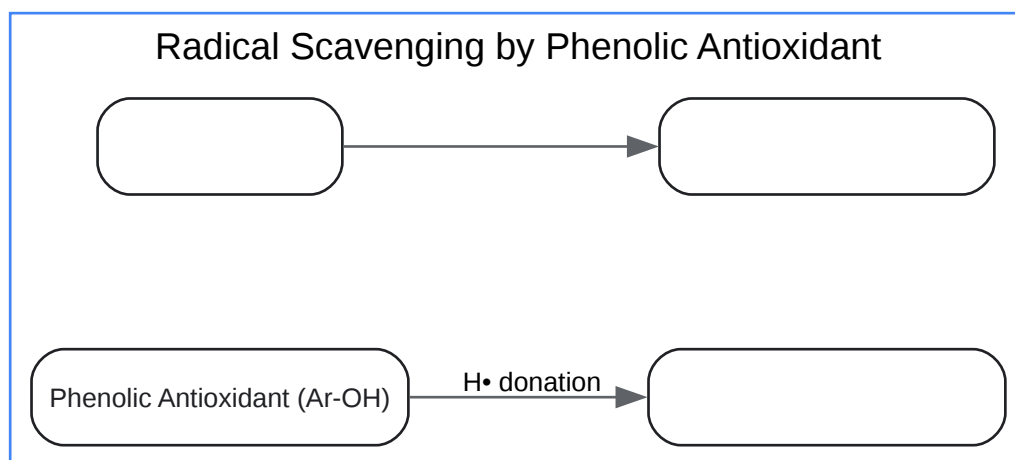 Radical Scavenging by Phenolic Antioxidant
Phenolic Antioxidant (Ar-OH)
H• donation